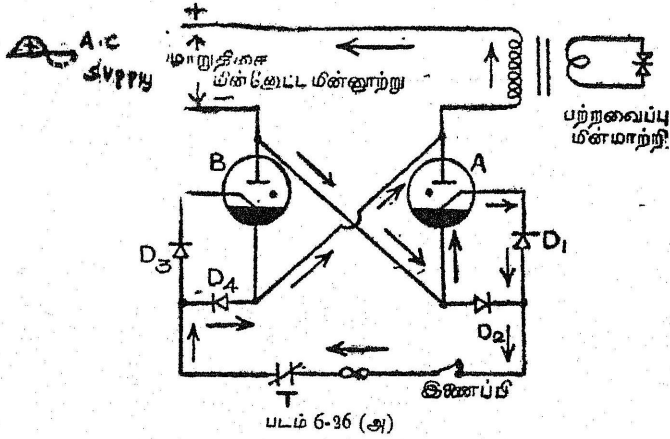 +
A.C
Supply
மாறுதிசை
மின்னோட்ட மின்னூற்று
-
பற்றவைப்பு
மின்மாற்றி
B
A
D3
D1
D4
D2
T
இணைப்பி
படம் 6-36 (அ)